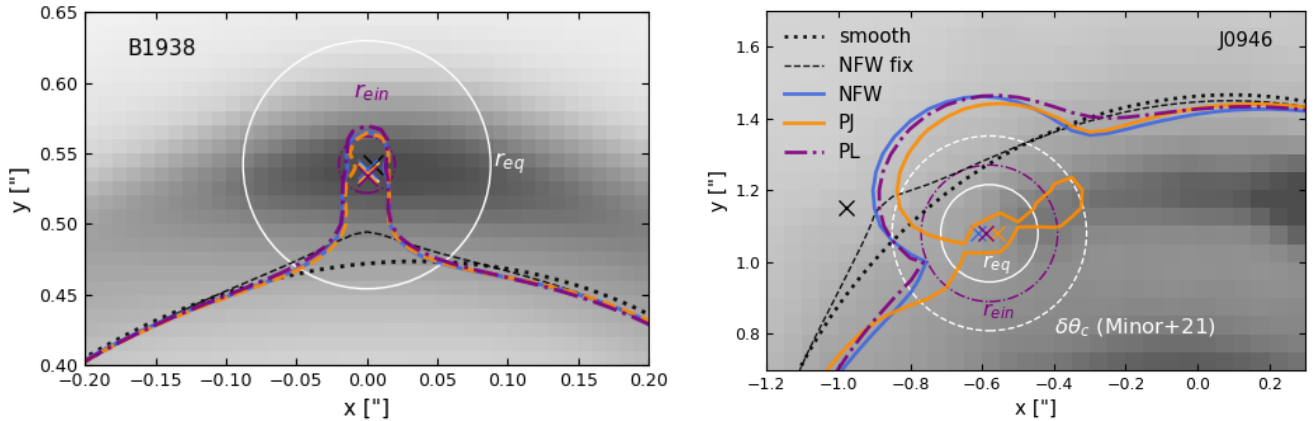 B1938
r_ein
r_eq
0.65
0.60
0.55
0.50
0.45
0.40
y ["]
−0.20
−0.15
−0.10
−0.05
0.00
0.05
0.10
0.15
0.20
x ["]
smooth
NFW fix
NFW
PJ
PL
J0946
r_eq
r_ein
δθ_c (Minor+21)
1.6
1.4
1.2
1.0
0.8
y ["]
−1.2
−1.0
−0.8
−0.6
−0.4
−0.2
0.0
0.2
x ["]